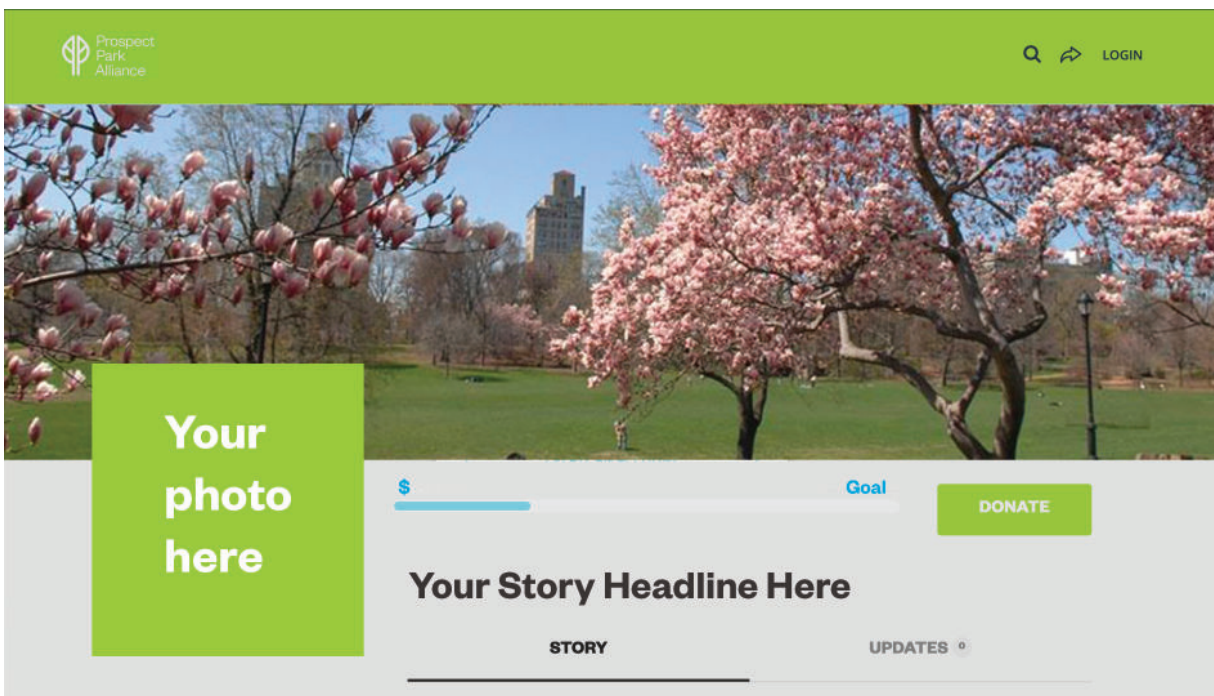 Prospect
Park
Alliance
LOGIN
Your
photo
here
$ Goal
DONATE
Your Story Headline Here
STORY UPDATES 0